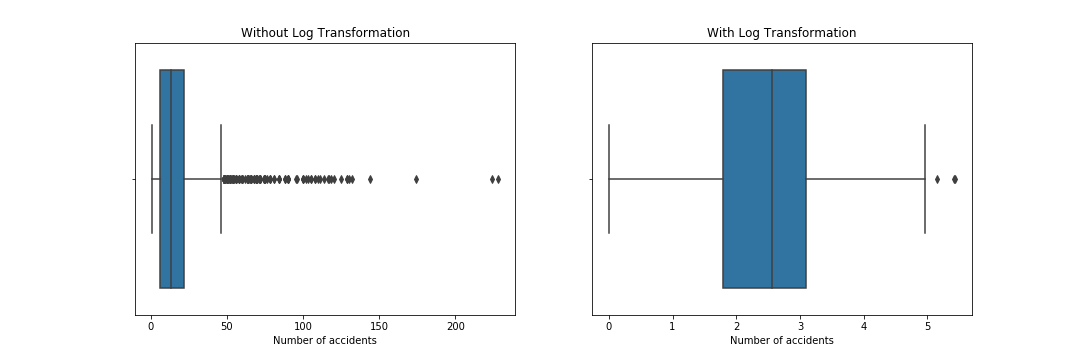 Without Log Transformation
0 50 100 150 200
Number of accidents
With Log Transformation
0 1 2 3 4 5
Number of accidents